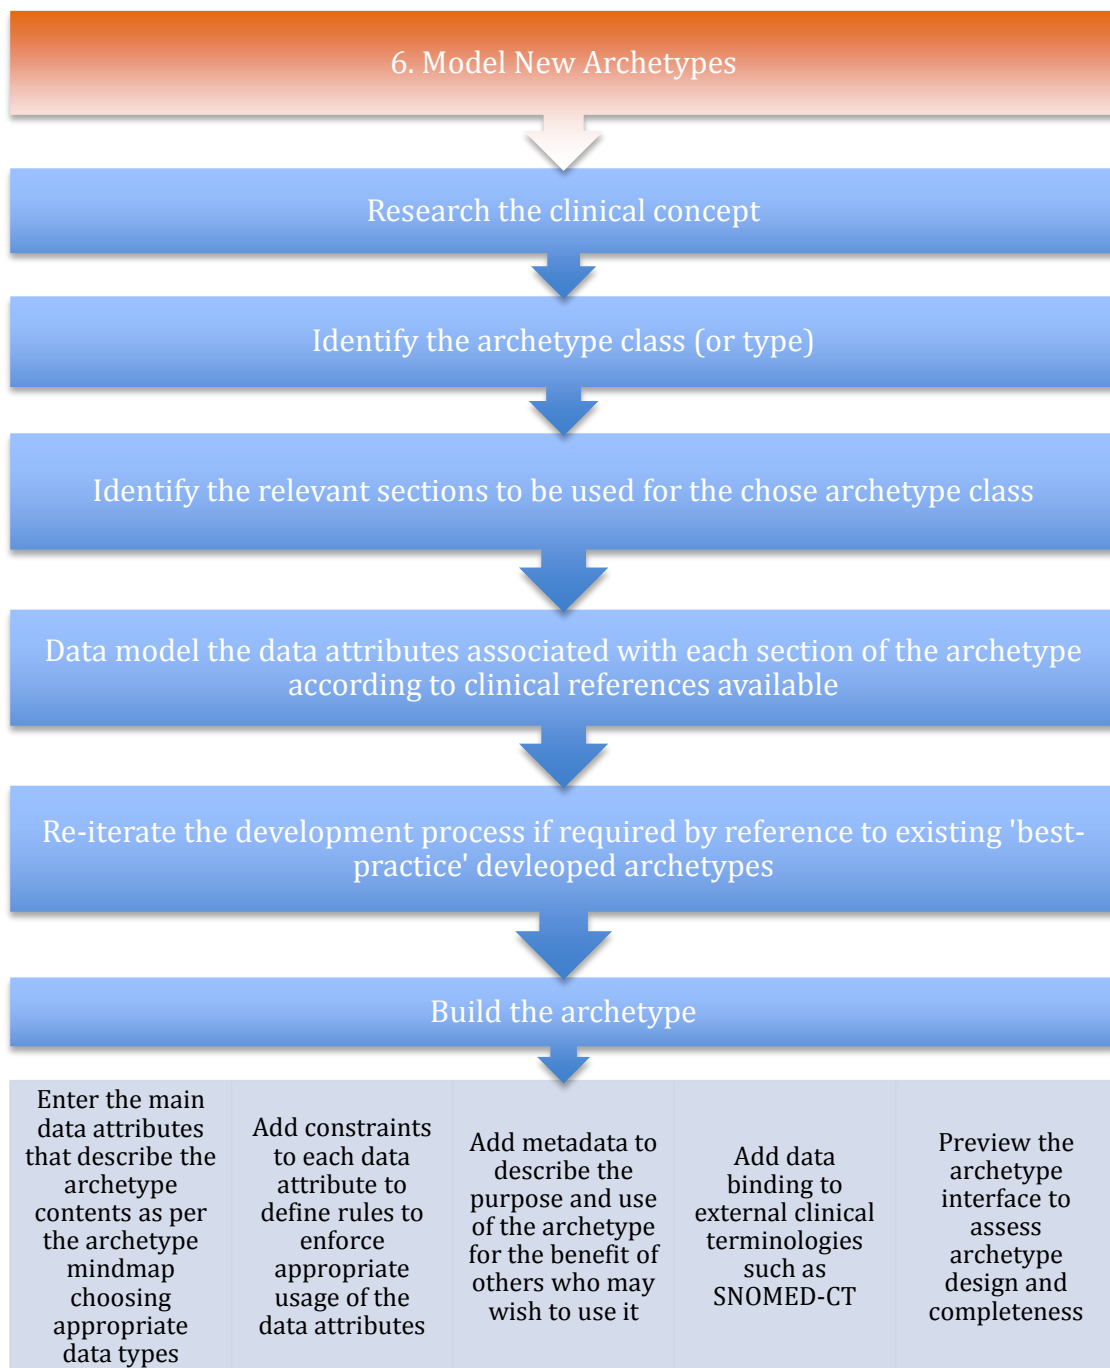 6. Model New Archetypes
Research the clinical concept
Identify the archetype class (or type)
Identify the relevant sections to be used for the chose archetype class
Data model the data attributes associated with each section of the archetype
according to clinical references available
Re-iterate the development process if required by reference to existing 'best-
practice' devleoped archetypes
Build the archetype
Enter the main
data attributes
that describe the
archetype
contents as per
the archetype
mindmap
choosing
appropriate
data types
Add constraints
to each data
attribute to
define rules to
enforce
appropriate
usage of the
data attributes
Add metadata to
describe the
purpose and use
of the archetype
for the benefit of
others who may
wish to use it
Add data
binding to
external clinical
terminologies
such as
SNOMED-CT
Preview the
archetype
interface to
assess
archetype
design and
completeness